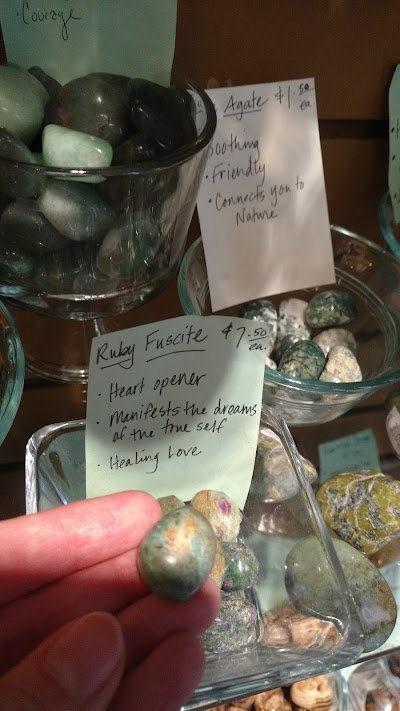 • Courage
Agate $1.50
ea
Soothing
• Friendly
• Connects you to
Nature
Ruby Fuscite $7.50
ea.
• Heart opener
• Manifests the dreams
of the true self
• Healing Love